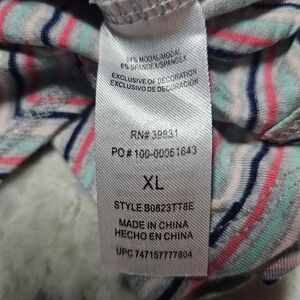 94% MODAL/MODAL
6% SPANDEX/SPANDEX
EXCLUSIVE OF DECORATION
EXCLUSIVO DE DECORACIÓN
RN# 39831
PO# 100-00061643
XL
STYLE B0623TT8E
MADE IN CHINA
HECHO EN CHINA
UPC 747157777804